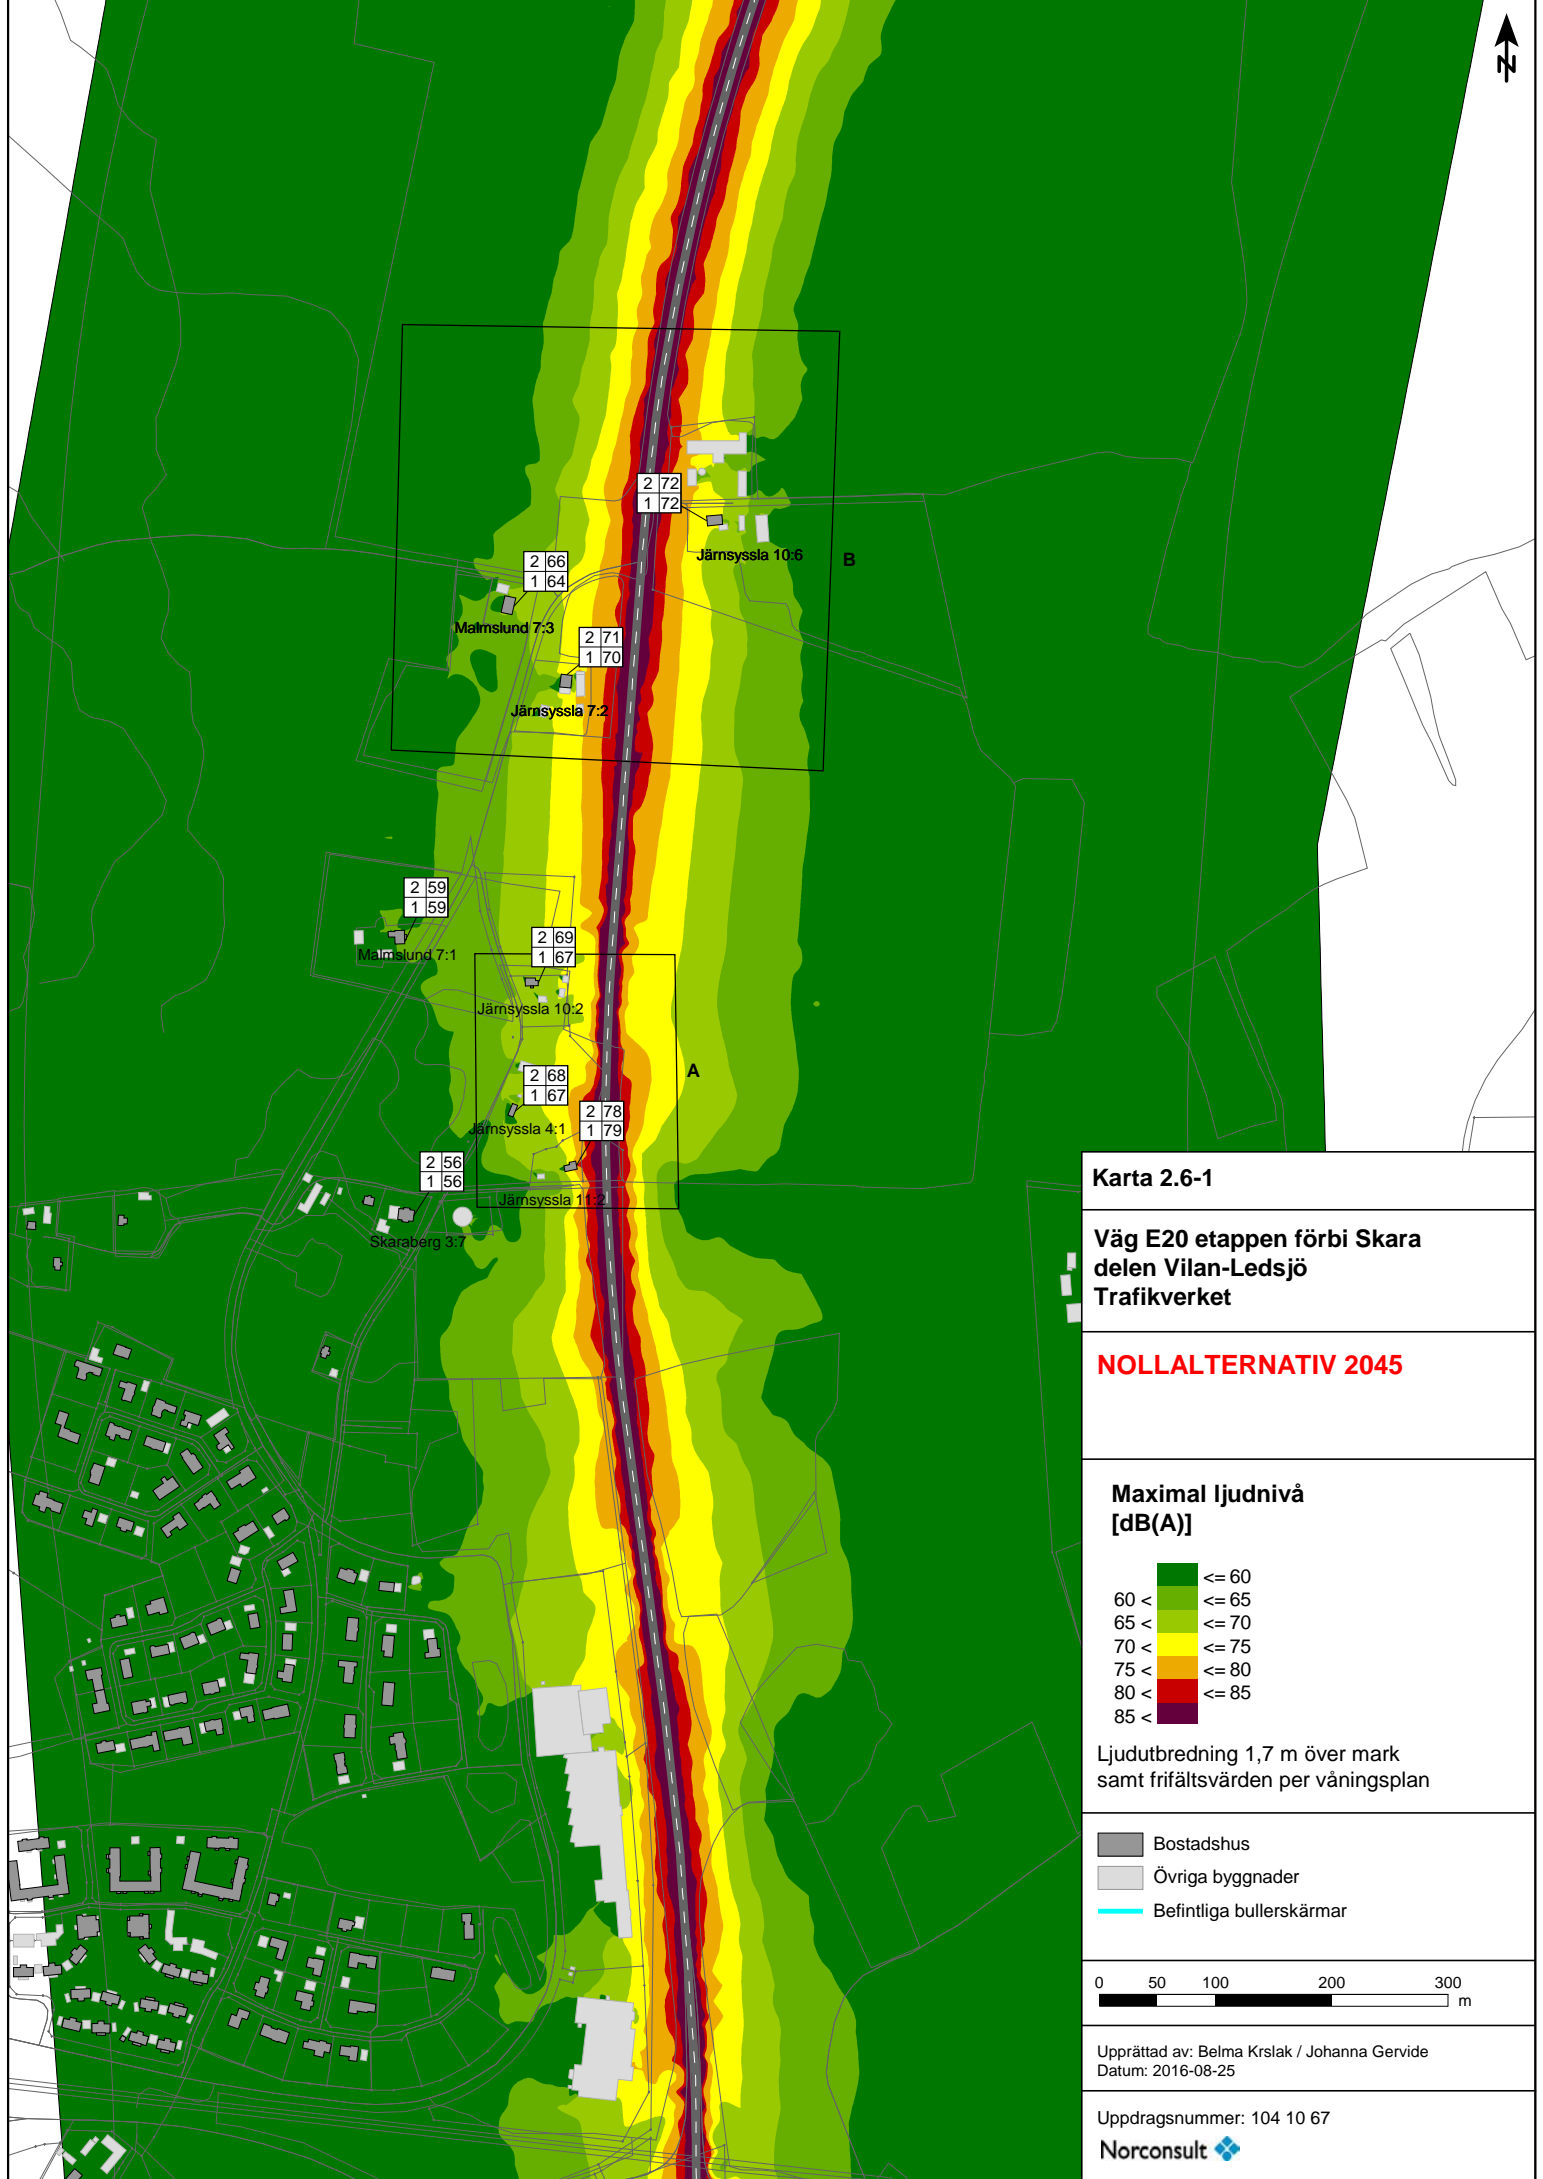 N
2 72
1 72
Järnsyssla 10:6
B
2 66
1 64
Malmslund 7:3
2 71
1 70
Järnsyssla 7:2
2 59
1 59
Malmslund 7:1
2 69
1 67
Järnsyssla 10:2
A
2 68
1 67
Järnsyssla 4:1
2 78
1 79
Järnsyssla 11:2
2 56
1 56
Skaraberg 3:7
Karta 2.6-1
Väg E20 etappen förbi Skara
delen Vilan-Ledsjö
Trafikverket
NOLLALTERNATIV 2045
Maximal ljudnivå
[dB(A)]
<= 60
60 < <= 65
65 < <= 70
70 < <= 75
75 < <= 80
80 < <= 85
85 <
Ljudutbredning 1,7 m över mark
samt frifältsvärden per våningsplan
Bostadshus
Övriga byggnader
Befintliga bullerskärmar
0 50 100 200 300
m
Upprättad av: Belma Krslak / Johanna Gervide
Datum: 2016-08-25
Uppdragsnummer: 104 10 67
Norconsult